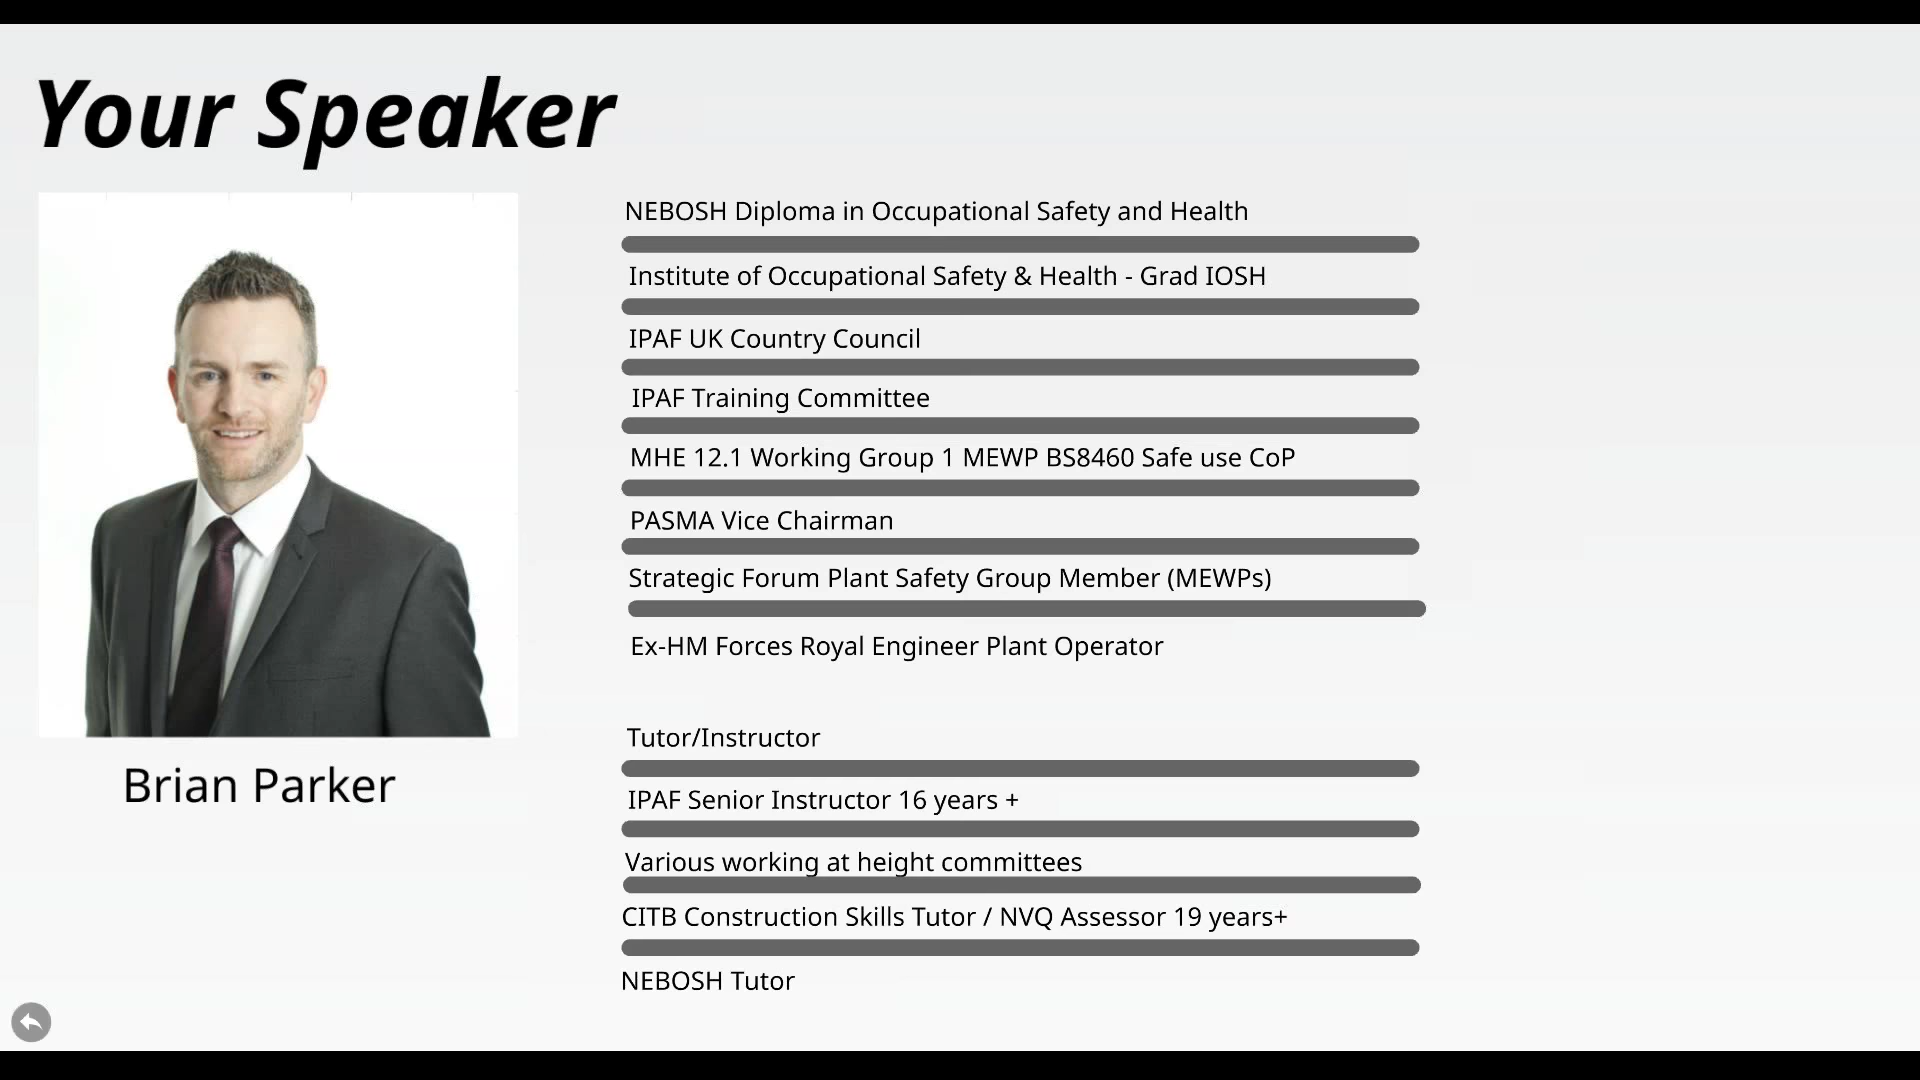 Your Speaker
NEBOSH Diploma in Occupational Safety and Health
Institute of Occupational Safety & Health - Grad IOSH
IPAF UK Country Council
IPAF Training Committee
MHE 12.1 Working Group 1 MEWP BS8460 Safe use CoP
PASMA Vice Chairman
Strategic Forum Plant Safety Group Member (MEWPs)
Ex-HM Forces Royal Engineer Plant Operator
Tutor/Instructor
Brian Parker
IPAF Senior Instructor 16 years +
Various working at height committees
CITB Construction Skills Tutor / NVQ Assessor 19 years+
NEBOSH Tutor